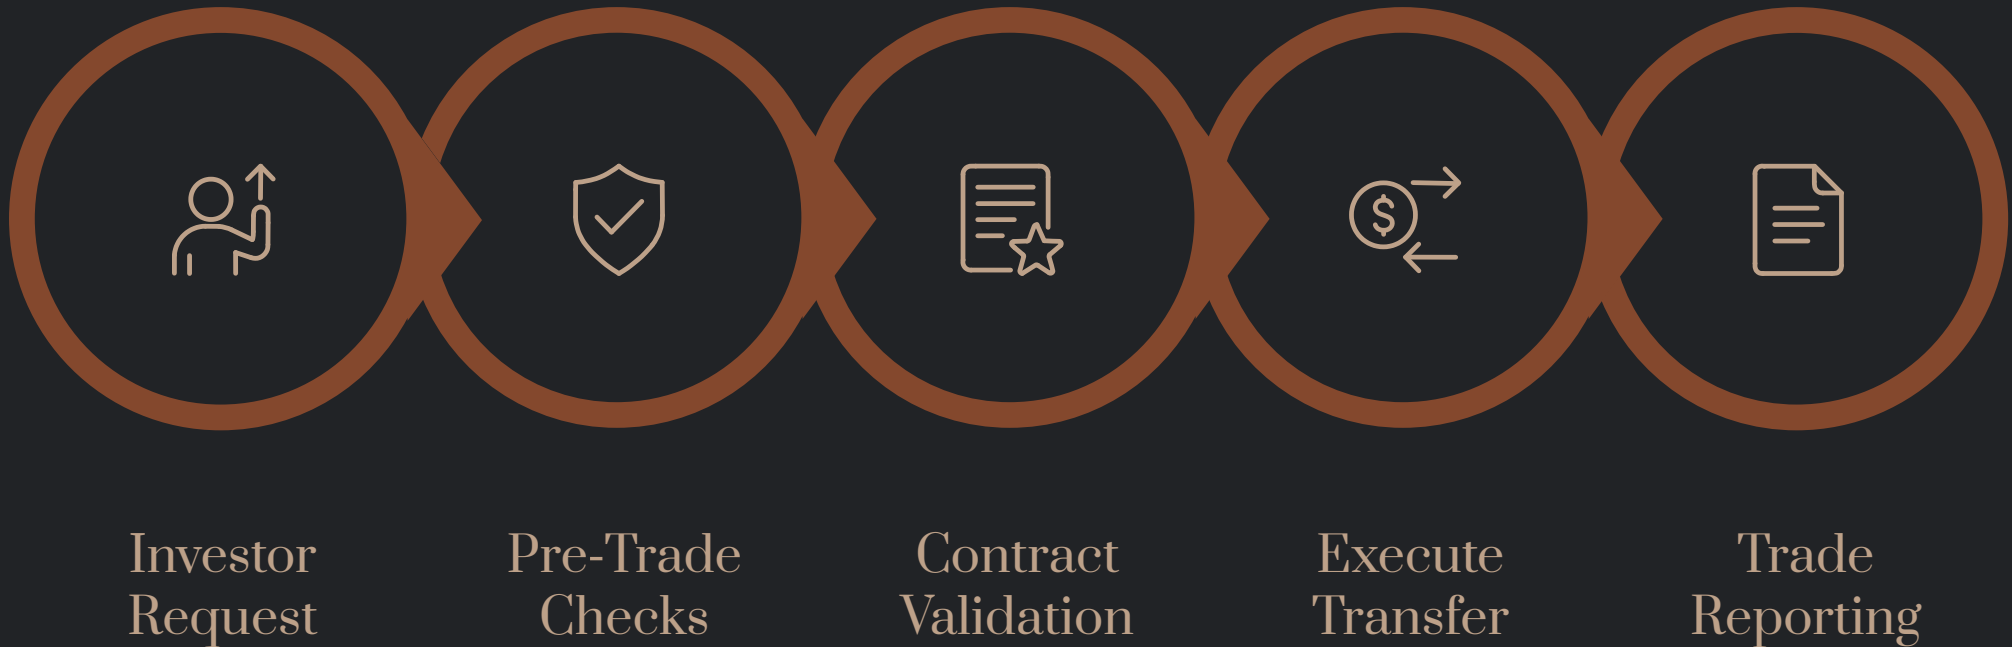 Investor
Request
Pre-Trade
Checks
Contract
Validation
Execute
Transfer
Trade
Reporting
$